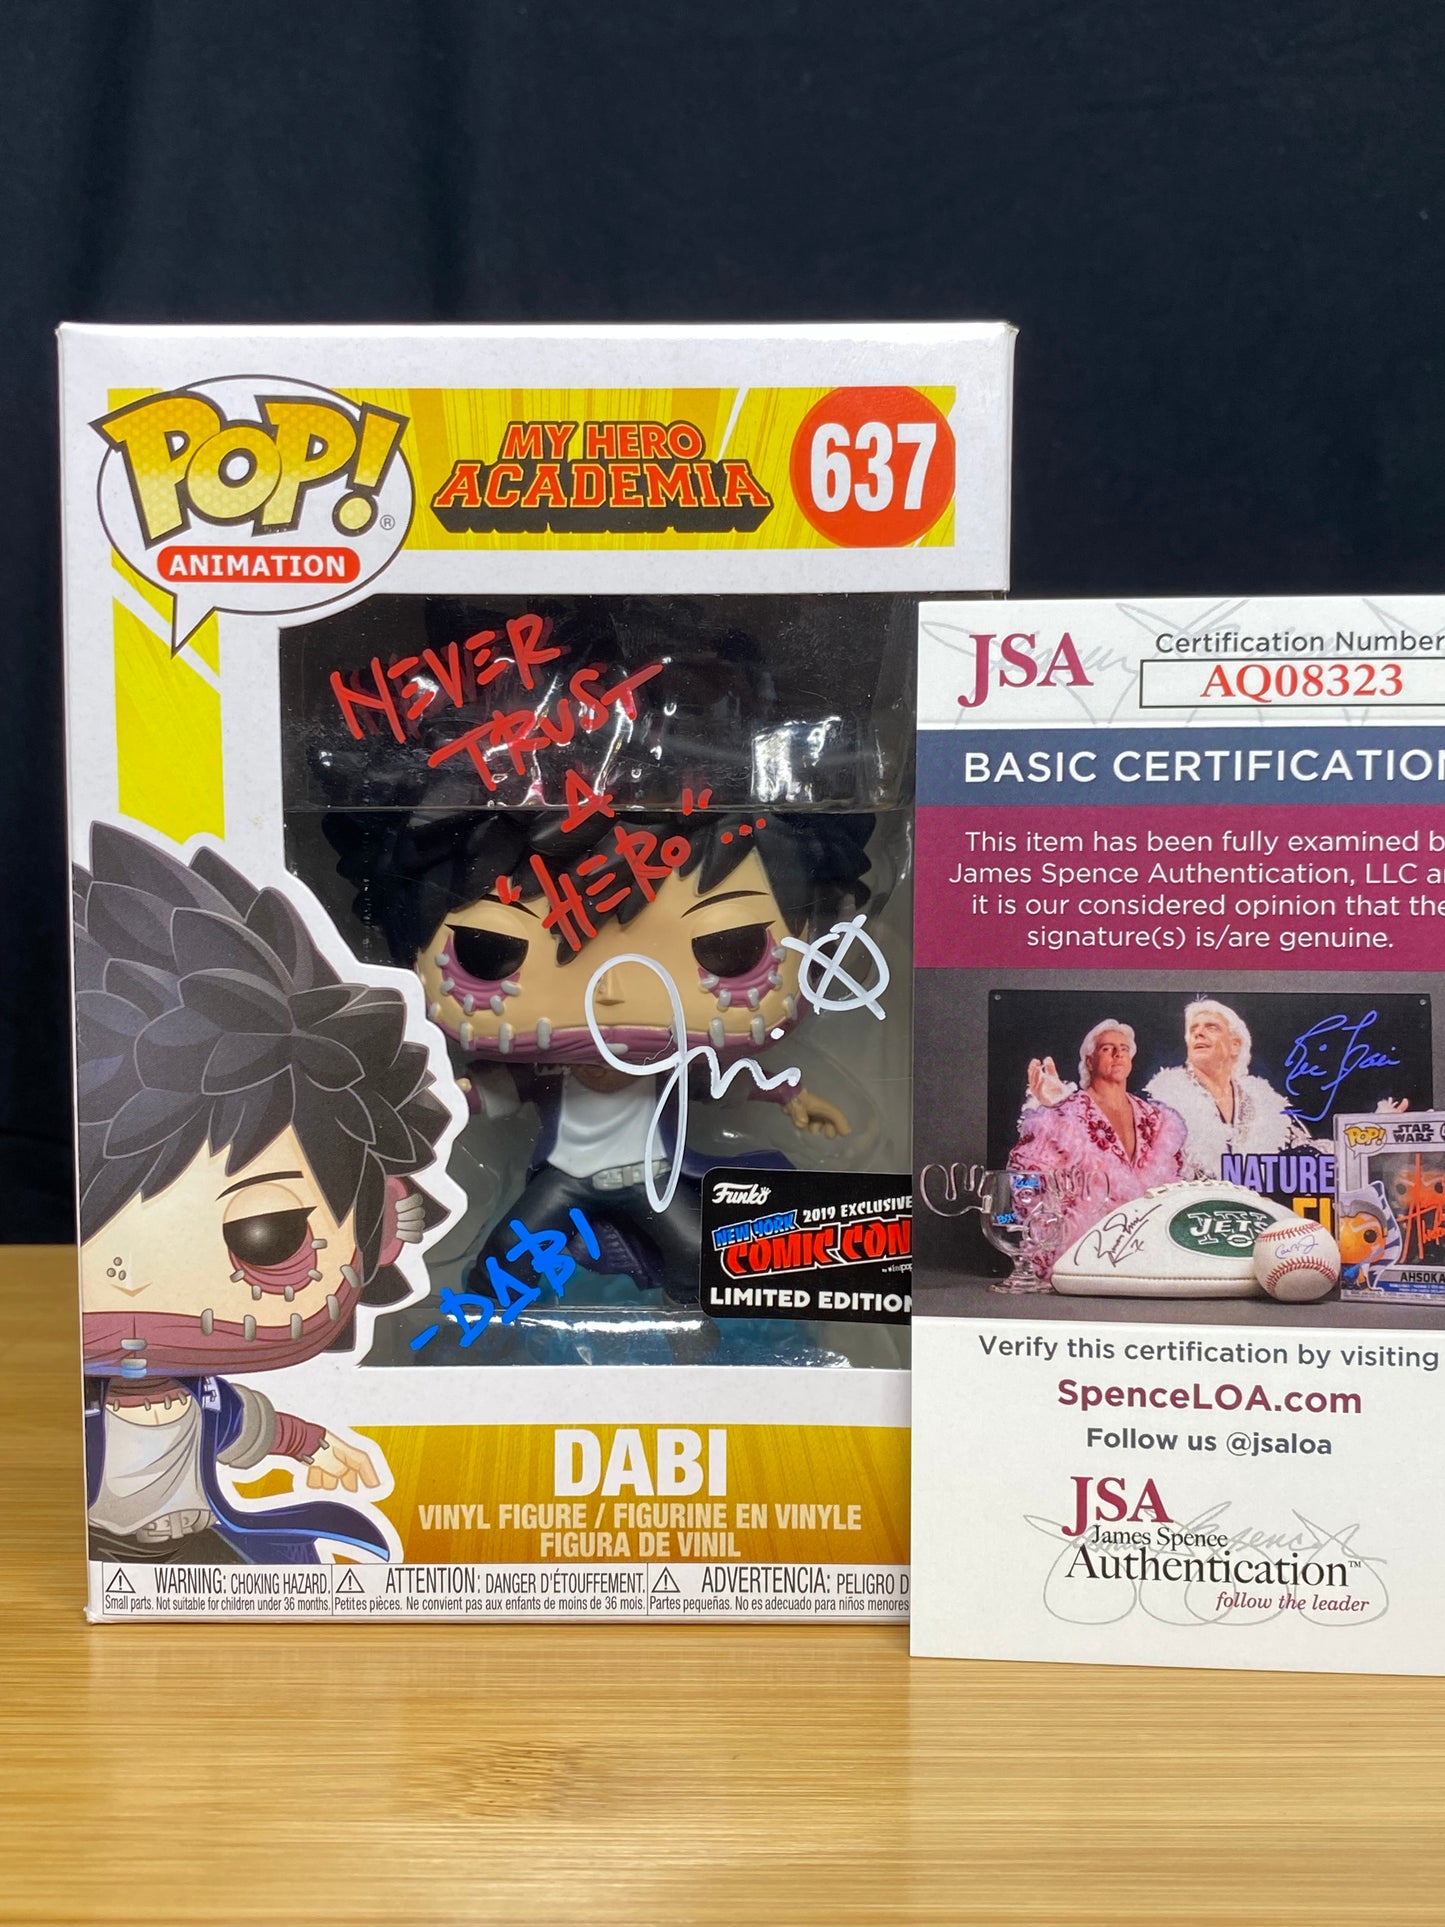 POP!®
ANIMATION
MY HERO
ACADEMIA
637
NEVER
TRUST
A
"HERO"...
-DABI
Funko
2019 EXCLUSIVE
NEW YORK
COMIC CON
LIMITED EDITION
DABI
VINYL FIGURE / FIGURINE EN VINYLE
FIGURA DE VINIL
WARNING: CHOKING HAZARD.
Small parts. Not suitable for children under 36 months.
ATTENTION: DANGER D'ÉTOUFFEMENT.
Petites pièces. Ne convient pas aux enfants de moins de 36 mois.
ADVERTENCIA: PELIGRO D
Partes pequeñas. No es adecuado para niños menores
JSA
Certification Number
AQ08323
BASIC CERTIFICATION
This item has been fully examined b
James Spence Authentication, LLC a
it is our considered opinion that the
signature(s) is/are genuine.
NATURE
JETS
POP!
STAR
WARS
AHSOKA
Verify this certification by visiting
SpenceLOA.com
Follow us @jsaloa
JSA
James Spence
Authentication™
follow the leader